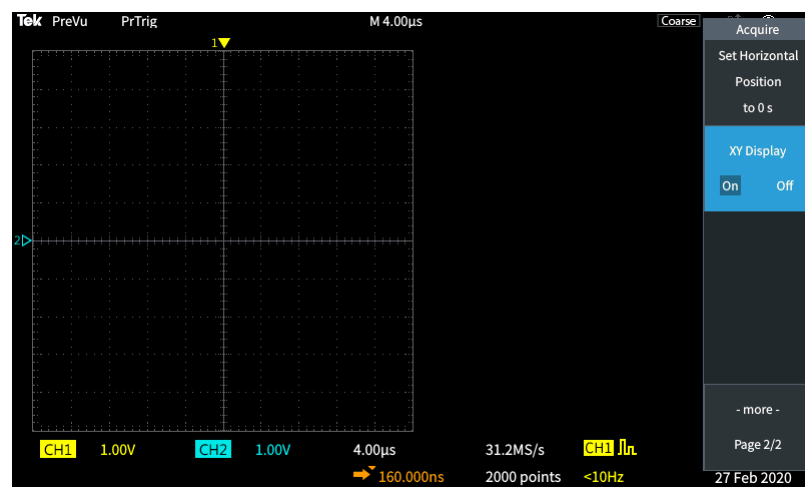 Tek PreVu PrTrig M 4.00µs Coarse
Acquire
Set Horizontal
Position
to 0 s
XY Display
On Off
1
2
- more -
Page 2/2
CH1 1.00V CH2 1.00V 4.00µs 31.2MS/s CH1
160.000ns 2000 points <10Hz 27 Feb 2020